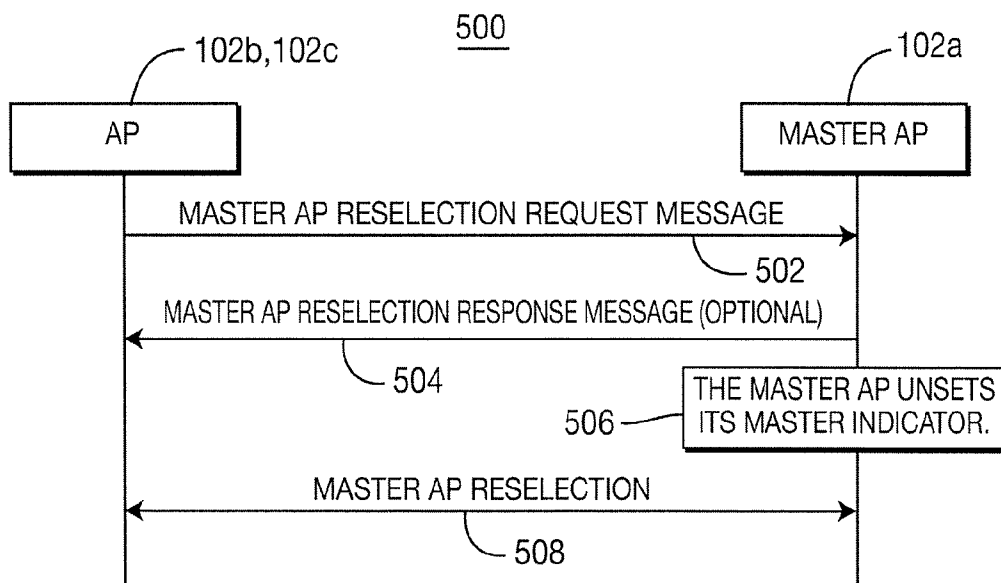 500
102b,102c
102a
AP
MASTER AP
MASTER AP RESELECTION REQUEST MESSAGE
502
MASTER AP RESELECTION RESPONSE MESSAGE (OPTIONAL)
504
THE MASTER AP UNSETS
ITS MASTER INDICATOR.
506
MASTER AP RESELECTION
508